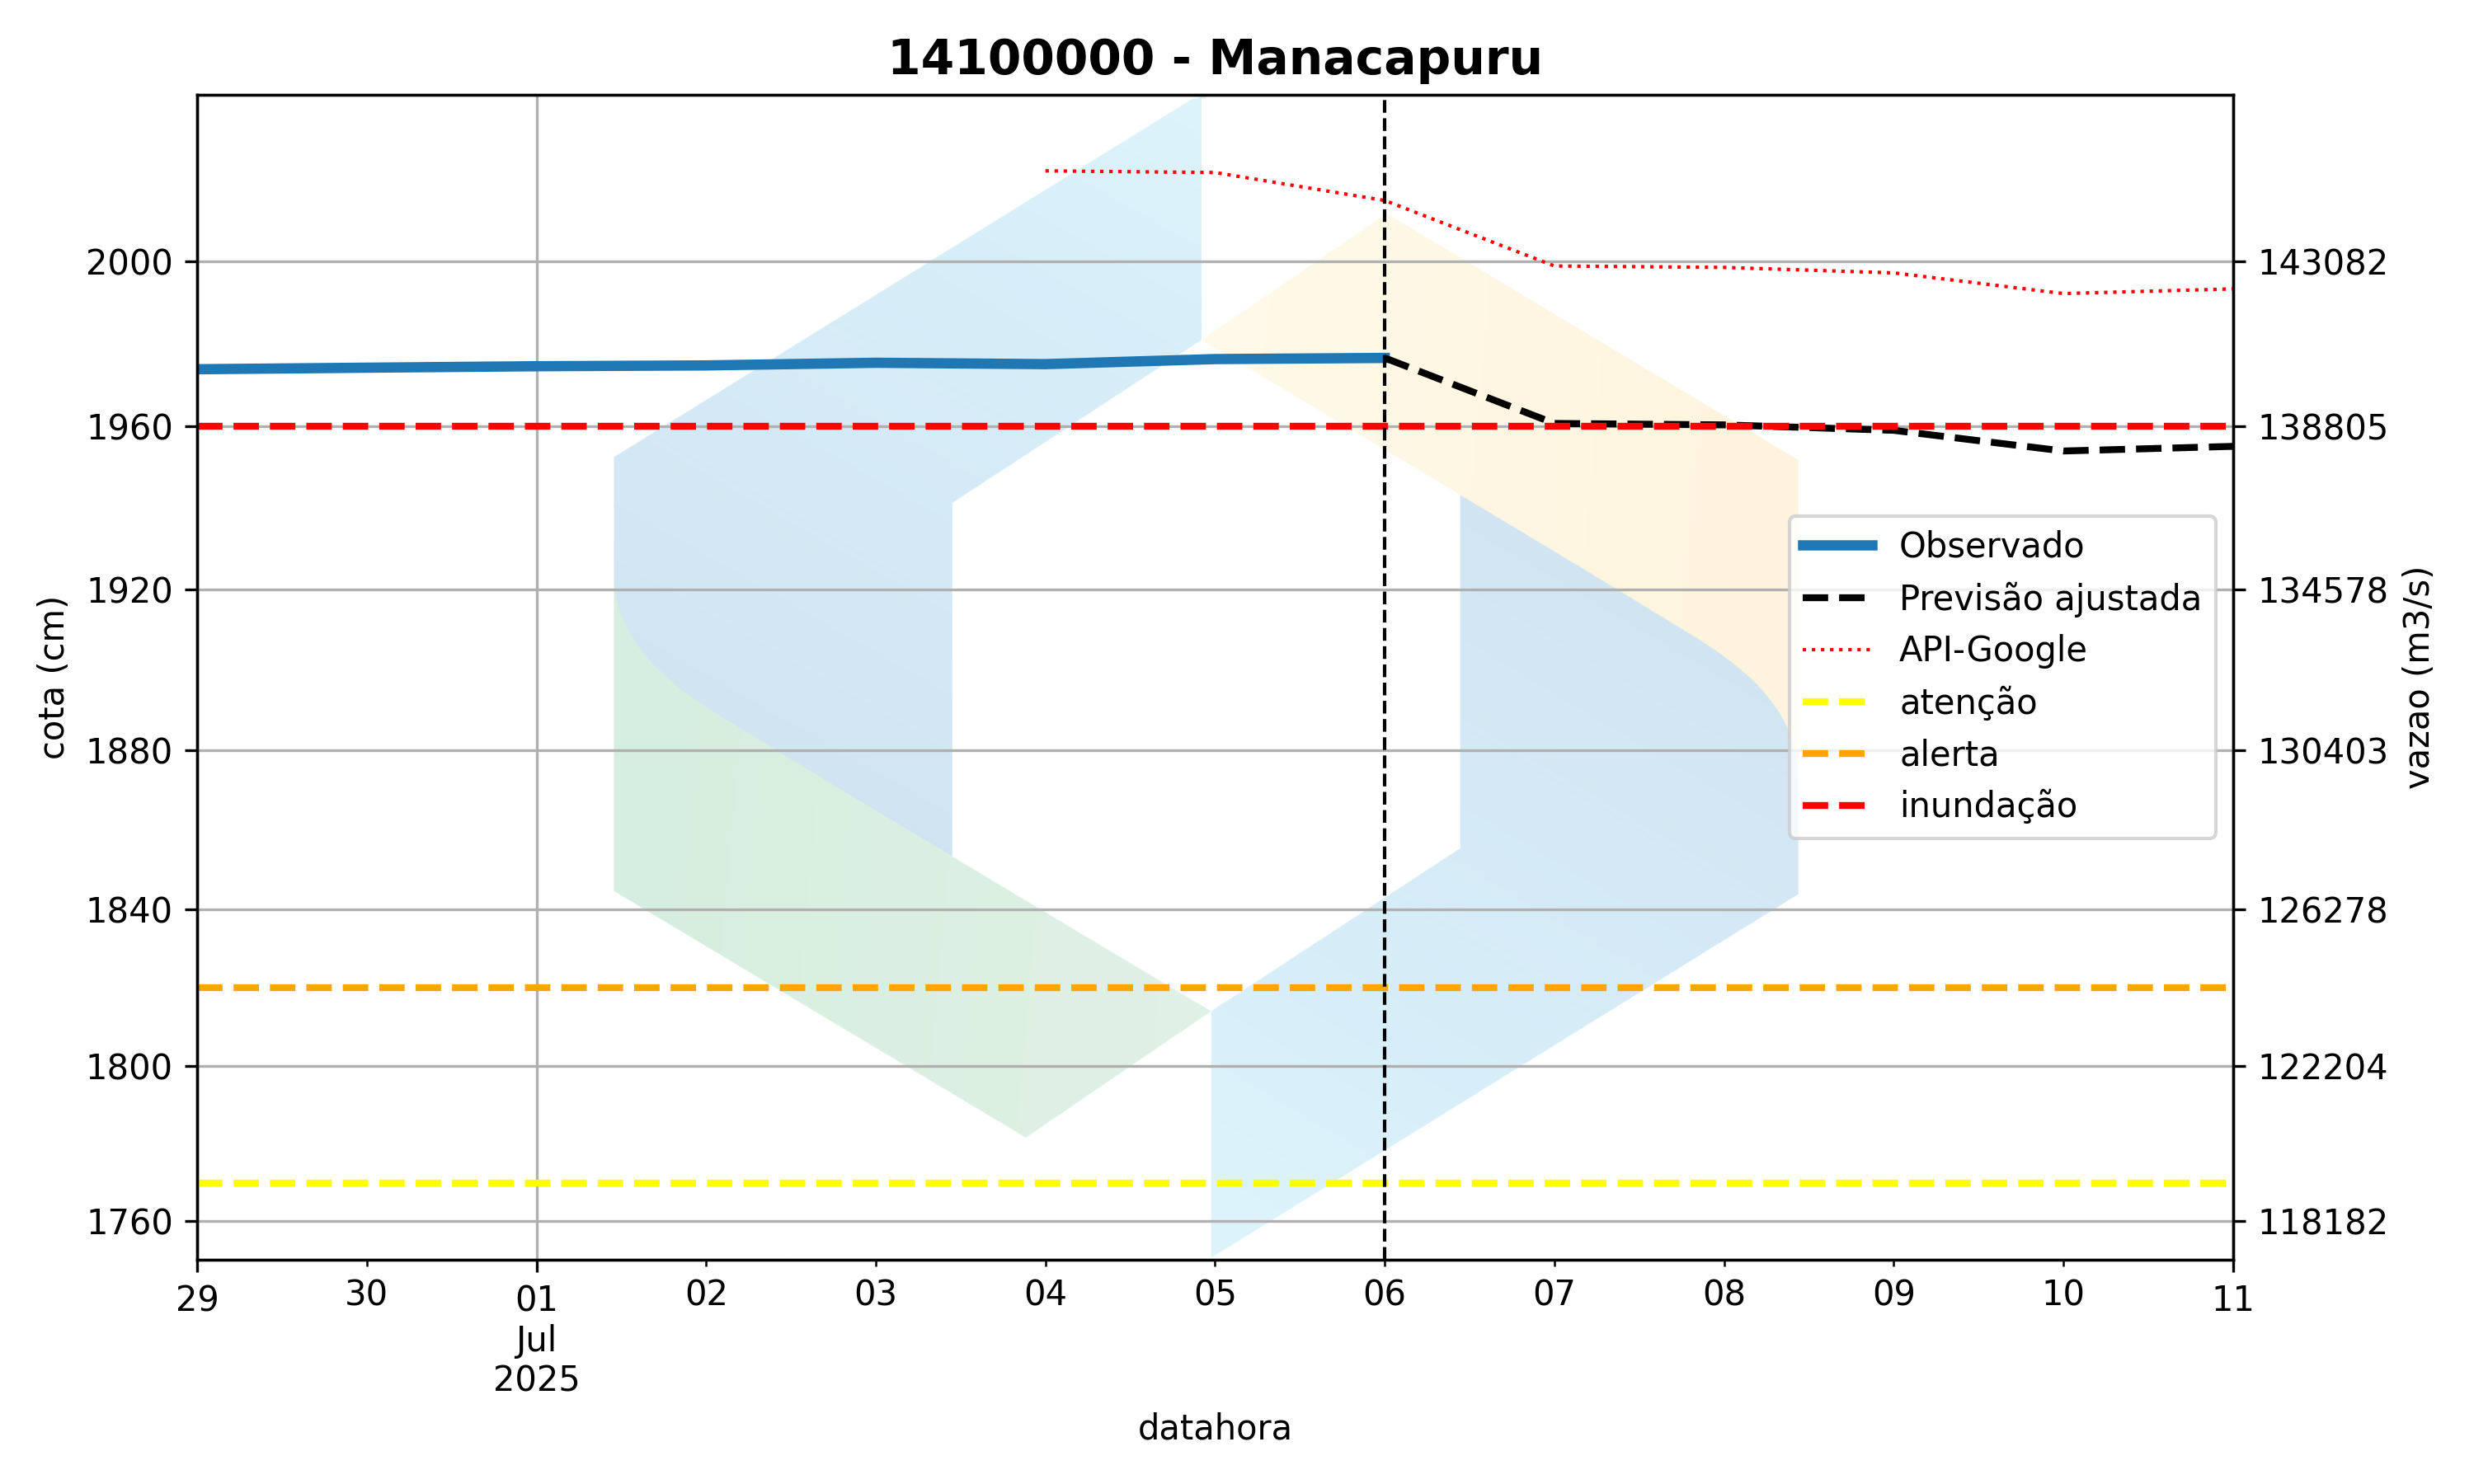 14100000 - Manacapuru
2000
1960
1920
1880
1840
1800
1760
cota (cm)
143082
138805
134578
130403
126278
122204
118182
vazao (m3/s)
Observado
Previsão ajustada
API-Google
atenção
alerta
inundação
29 30 01 02 03 04 05 06 07 08 09 10 11
Jul
2025
datahora